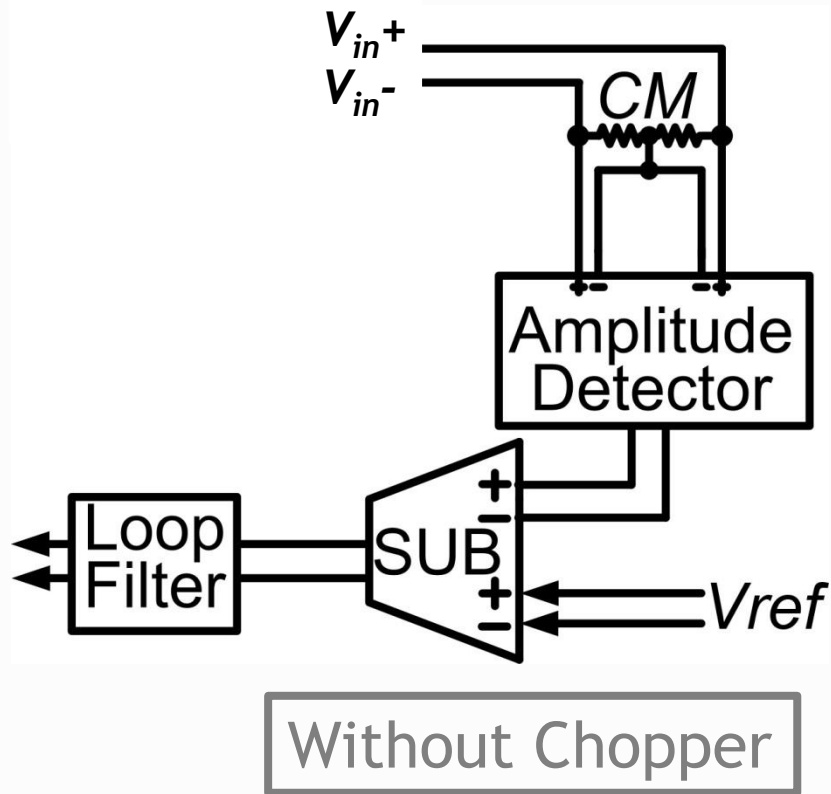 Vin+
Vin-
CM
+ - - +
Amplitude
Detector
+
-
SUB
+
-
Vref
Loop
Filter
Without Chopper